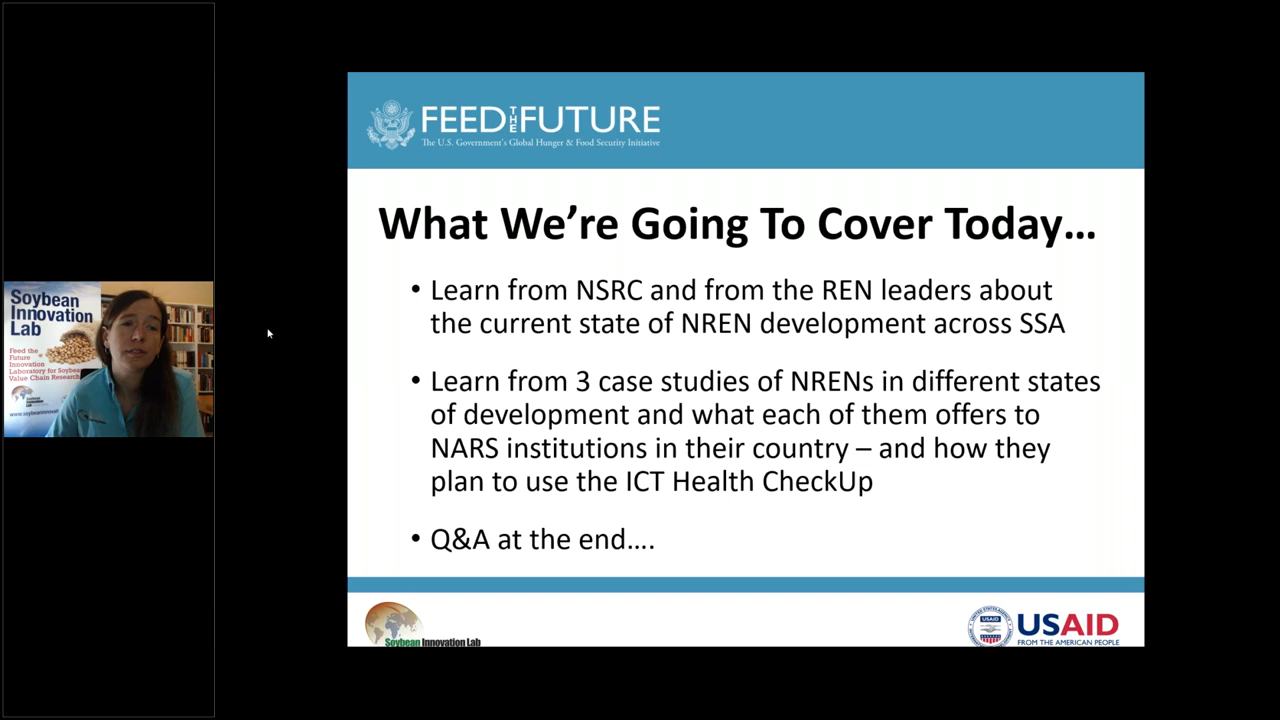 Soybean
Innovation
Lab
Feed the
Future
Innovation
Laboratory for Soybean
Value Chain Research
FEED THE FUTURE
The U.S. Government's Global Hunger & Food Security Initiative
What We're Going To Cover Today…
• Learn from NSRC and from the REN leaders about
the current state of NREN development across SSA
• Learn from 3 case studies of NRENs in different states
of development and what each of them offers to
NARS institutions in their country – and how they
plan to use the ICT Health CheckUp
• Q&A at the end….
Soybean Innovation Lab
USAID
USAID
FROM THE AMERICAN PEOPLE